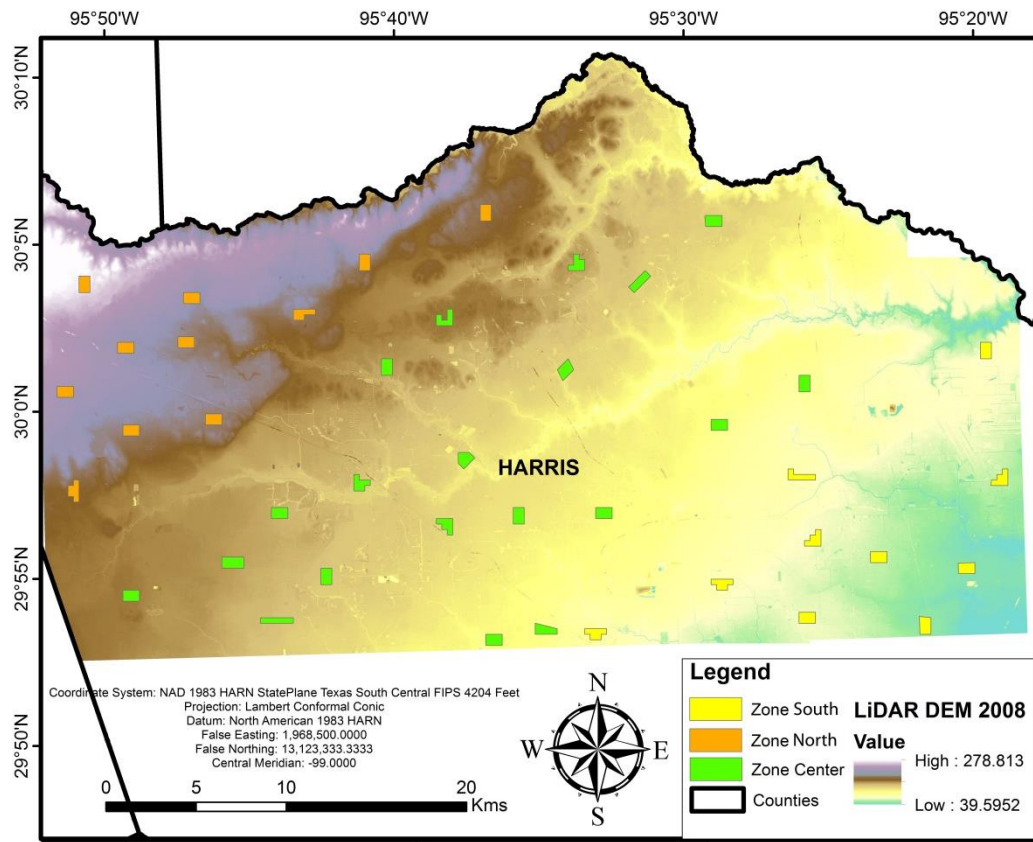 95°50'W 95°40'W 95°30'W 95°20'W
30°10'N
30°5'N
30°0'N
29°55'N
29°50'N
HARRIS
Coordinate System: NAD 1983 HARN StatePlane Texas South Central FIPS 4204 Feet
Projection: Lambert Conformal Conic
Datum: North American 1983 HARN
False Easting: 1,968,500.0000
False Northing: 13,123,333.3333
Central Meridian: -99.0000
0 5 10 20
Kms
N
W E
S
Legend
Zone South
Zone North
Zone Center
Counties
LiDAR DEM 2008
Value
High : 278.813
Low : 39.5952